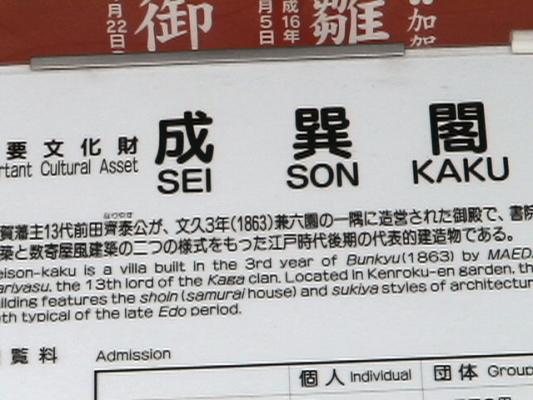 月22日
御
成16年
月5日
雛
加賀
要文化財
rtant Cultural Asset
成 巽 閣
SEI SON KAKU
賀藩主13代前田齊泰公が、文久3年(1863)兼六園の一隅に造営された御殿で、書院
築と数寄屋風建築の二つの様式をもった江戸時代後期の代表的建造物である。
eison-kaku is a villa built in the 3rd year of Bunkyu(1863) by MAED
ariyasu, the 13th lord of the Kaga clan. Located in Kenroku-en garden, th
uilding features the shoin (samurai house) and sukiya styles of architectur
oth typical of the late Edo period.
覧料 Admission
個人 Individual 団体 Group